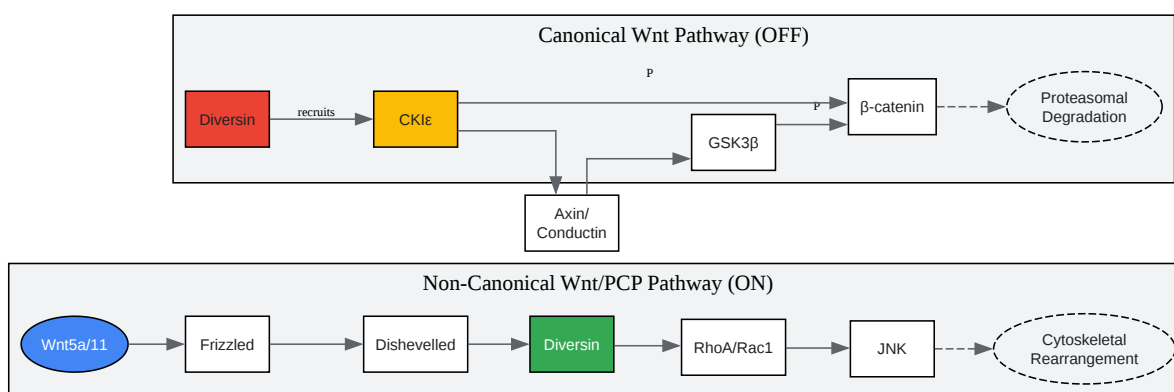 Canonical Wnt Pathway (OFF)
P
Diversin
recruits
CKIε
P
β-catenin
Proteasomal
Degradation
GSK3β
Axin/
Conductin
Non-Canonical Wnt/PCP Pathway (ON)
Wnt5a/11
Frizzled
Dishevelled
Diversin
RhoA/Rac1
JNK
Cytoskeletal
Rearrangement